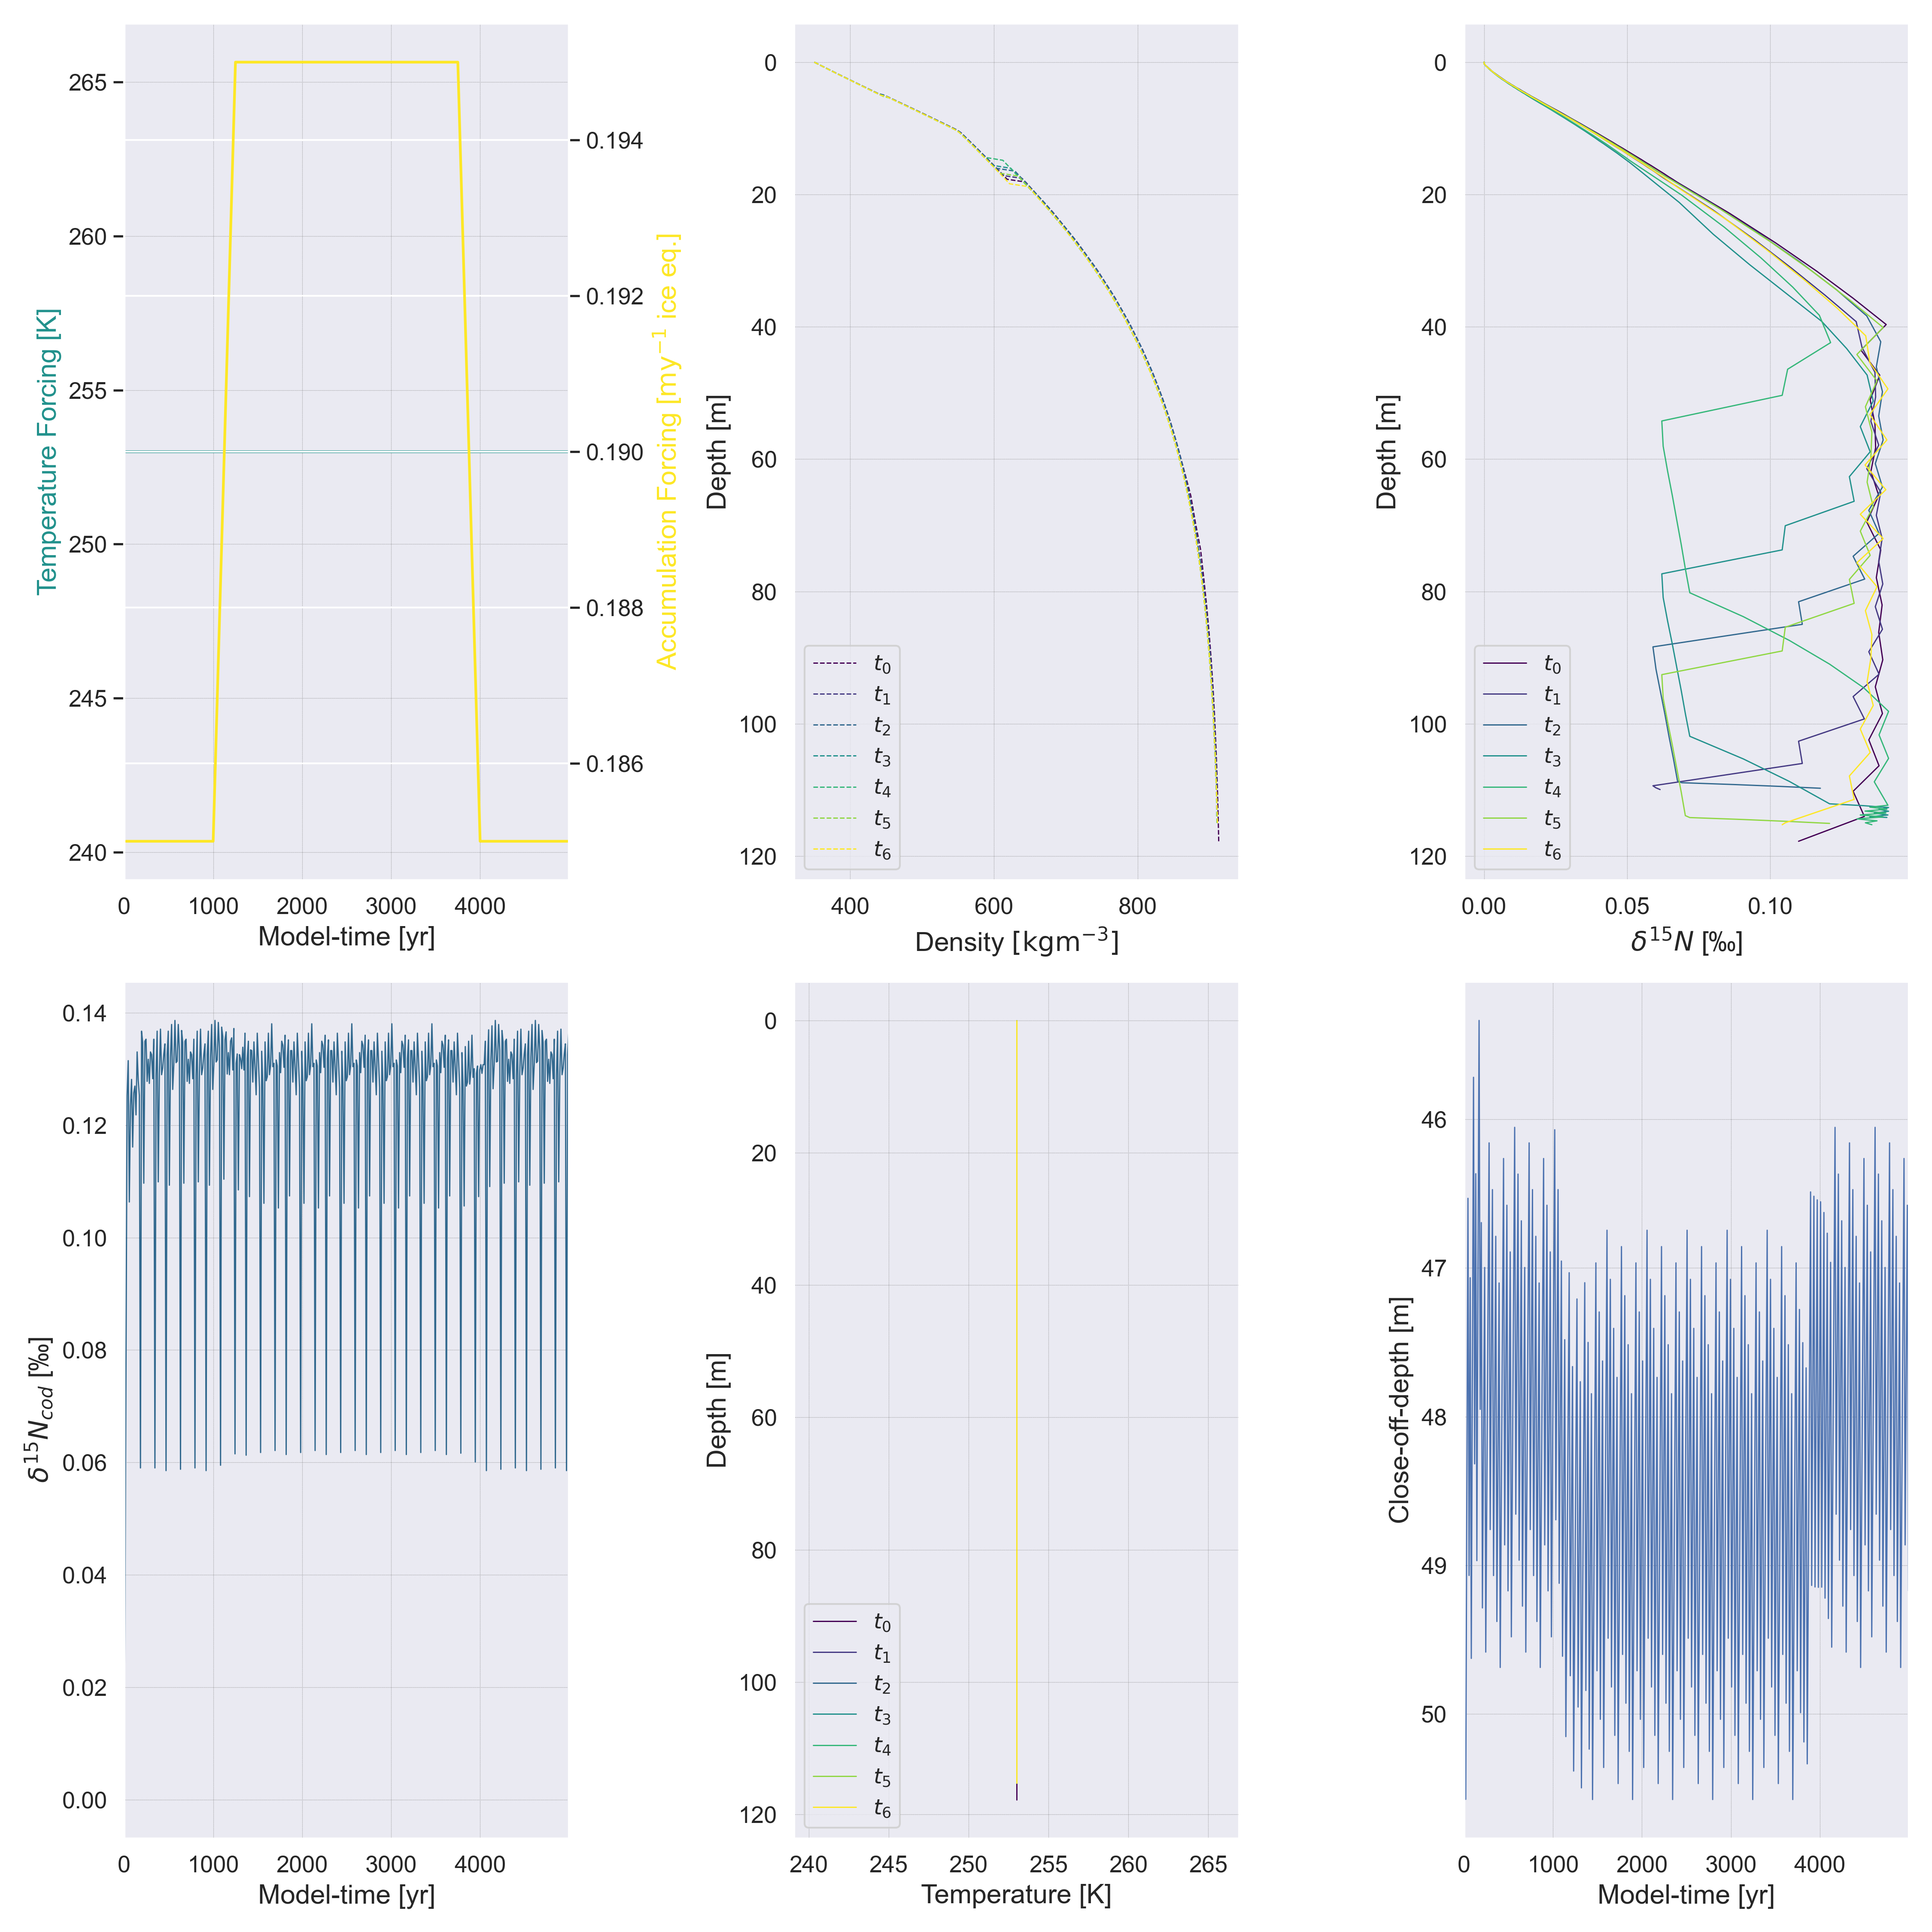 265
260
255
250
245
240
Temperature Forcing [K]
0.194
0.192
0.190
0.188
0.186
Accumulation Forcing [my⁻¹ ice eq.]
0 1000 2000 3000 4000
Model-time [yr]
0
20
40
60
80
100
120
Depth [m]
t₀
t₁
t₂
t₃
t₄
t₅
t₆
400 600 800
Density [kgm⁻³]
0
20
40
60
80
100
120
Depth [m]
t₀
t₁
t₂
t₃
t₄
t₅
t₆
0.00 0.05 0.10
δ¹⁵N [‰]
0.14
0.12
0.10
0.08
0.06
0.04
0.02
0.00
δ¹⁵N_cod [‰]
0 1000 2000 3000 4000
Model-time [yr]
0
20
40
60
80
100
120
Depth [m]
t₀
t₁
t₂
t₃
t₄
t₅
t₆
240 245 250 255 260 265
Temperature [K]
46
47
48
49
50
Close-off-depth [m]
0 1000 2000 3000 4000
Model-time [yr]